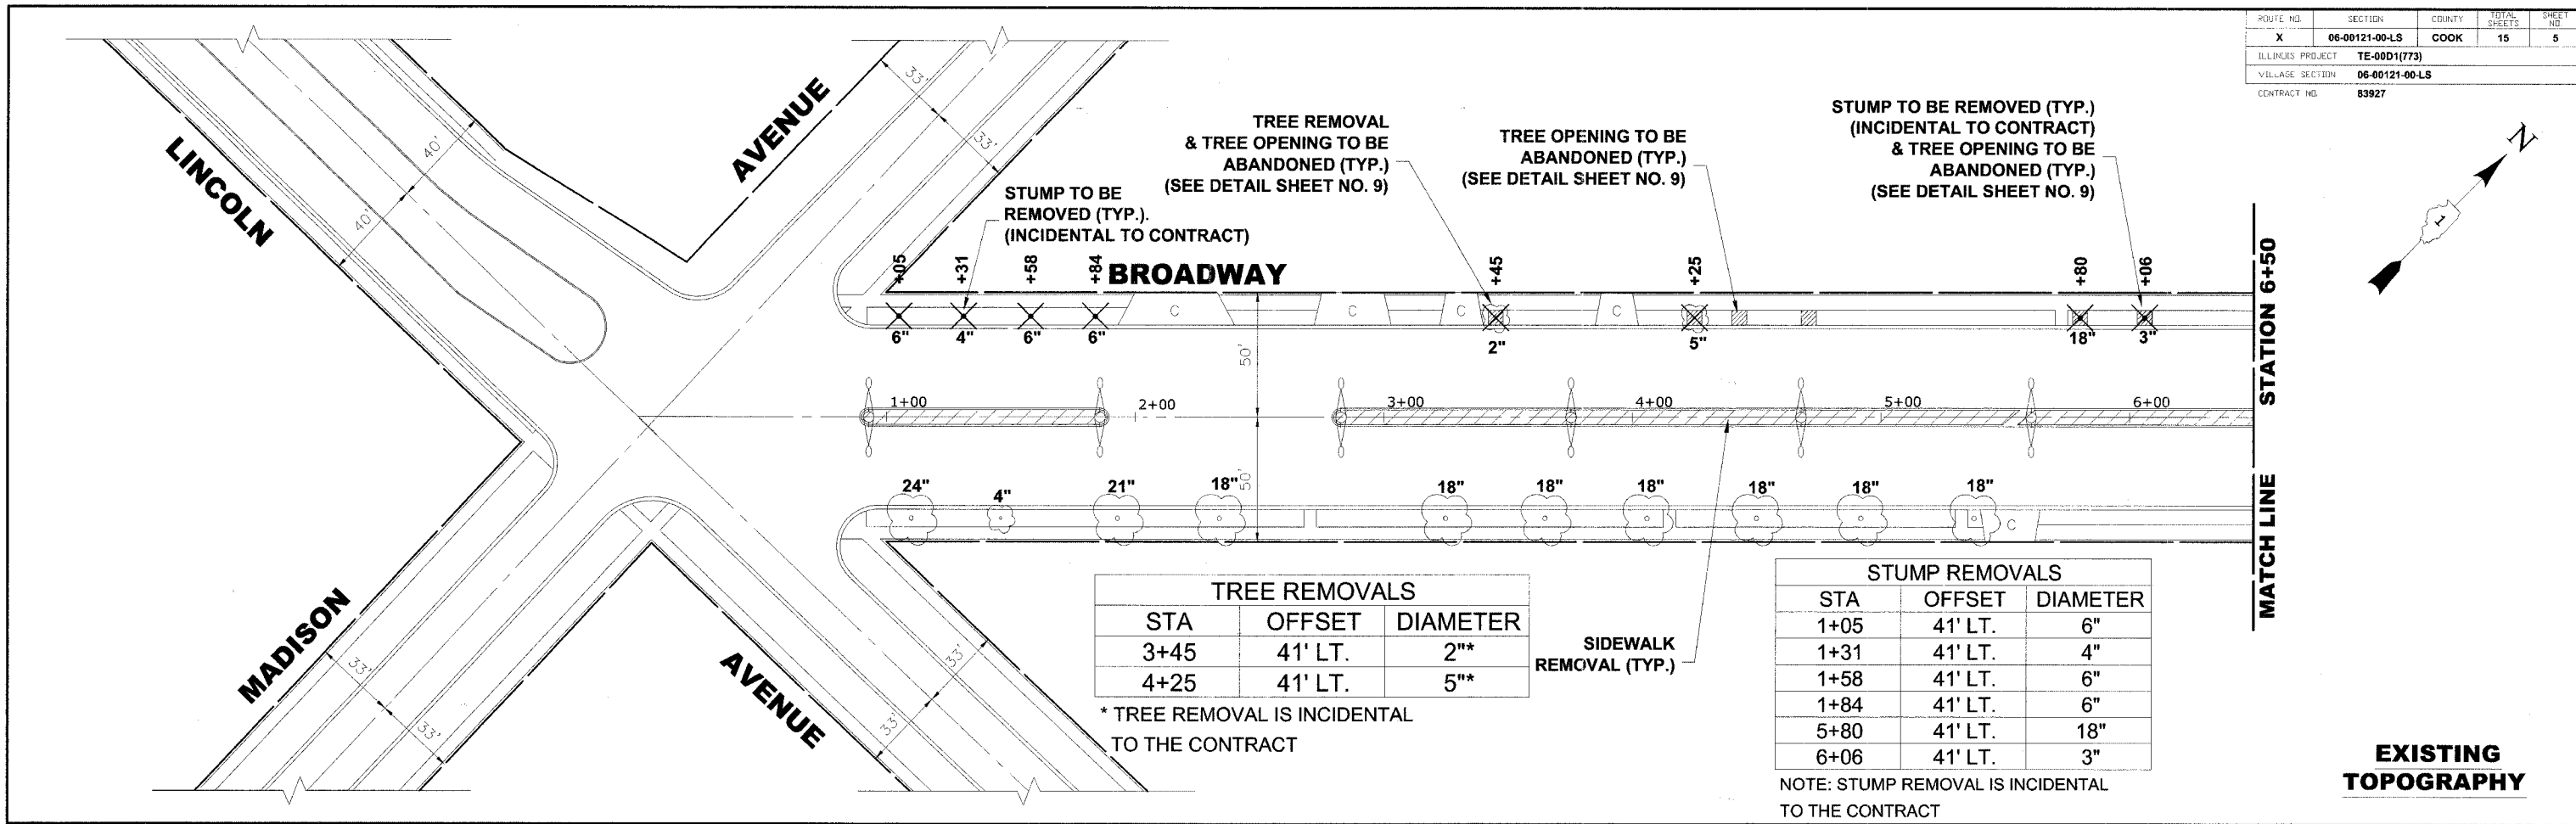 ROUTE NO. SECTION COUNTY TOTAL SHEETS SHEET NO.
X 06-00121-00-LS COOK 15 5
ILLINOIS PROJECT TE-00D1(773)
VILLAGE SECTION 06-00121-00-LS
CONTRACT NO. 83927
N
1
LINCOLN
AVENUE
MADISON
AVENUE
BROADWAY
40'
40'
33'
33'
33'
33'
33'
33'
50'
50'
STUMP TO BE
REMOVED (TYP.).
(INCIDENTAL TO CONTRACT)
TREE REMOVAL
& TREE OPENING TO BE
ABANDONED (TYP.)
(SEE DETAIL SHEET NO. 9)
TREE OPENING TO BE
ABANDONED (TYP.)
(SEE DETAIL SHEET NO. 9)
STUMP TO BE REMOVED (TYP.)
(INCIDENTAL TO CONTRACT)
& TREE OPENING TO BE
ABANDONED (TYP.)
(SEE DETAIL SHEET NO. 9)
+05 +31 +58 +84 +45 +25 +80 +06
C C C C
6" 4" 6" 6" 2" 5" 18" 3"
1+00 2+00 3+00 4+00 5+00 6+00
24" 4" 21" 18" 18" 18" 18" 18" 18" 18"
C
MATCH LINE STATION 6+50
SIDEWALK
REMOVAL (TYP.)
TREE REMOVALS
STA OFFSET DIAMETER
3+45 41' LT. 2"*
4+25 41' LT. 5"*
* TREE REMOVAL IS INCIDENTAL
TO THE CONTRACT
STUMP REMOVALS
STA OFFSET DIAMETER
1+05 41' LT. 6"
1+31 41' LT. 4"
1+58 41' LT. 6"
1+84 41' LT. 6"
5+80 41' LT. 18"
6+06 41' LT. 3"
NOTE: STUMP REMOVAL IS INCIDENTAL
TO THE CONTRACT
EXISTING
TOPOGRAPHY